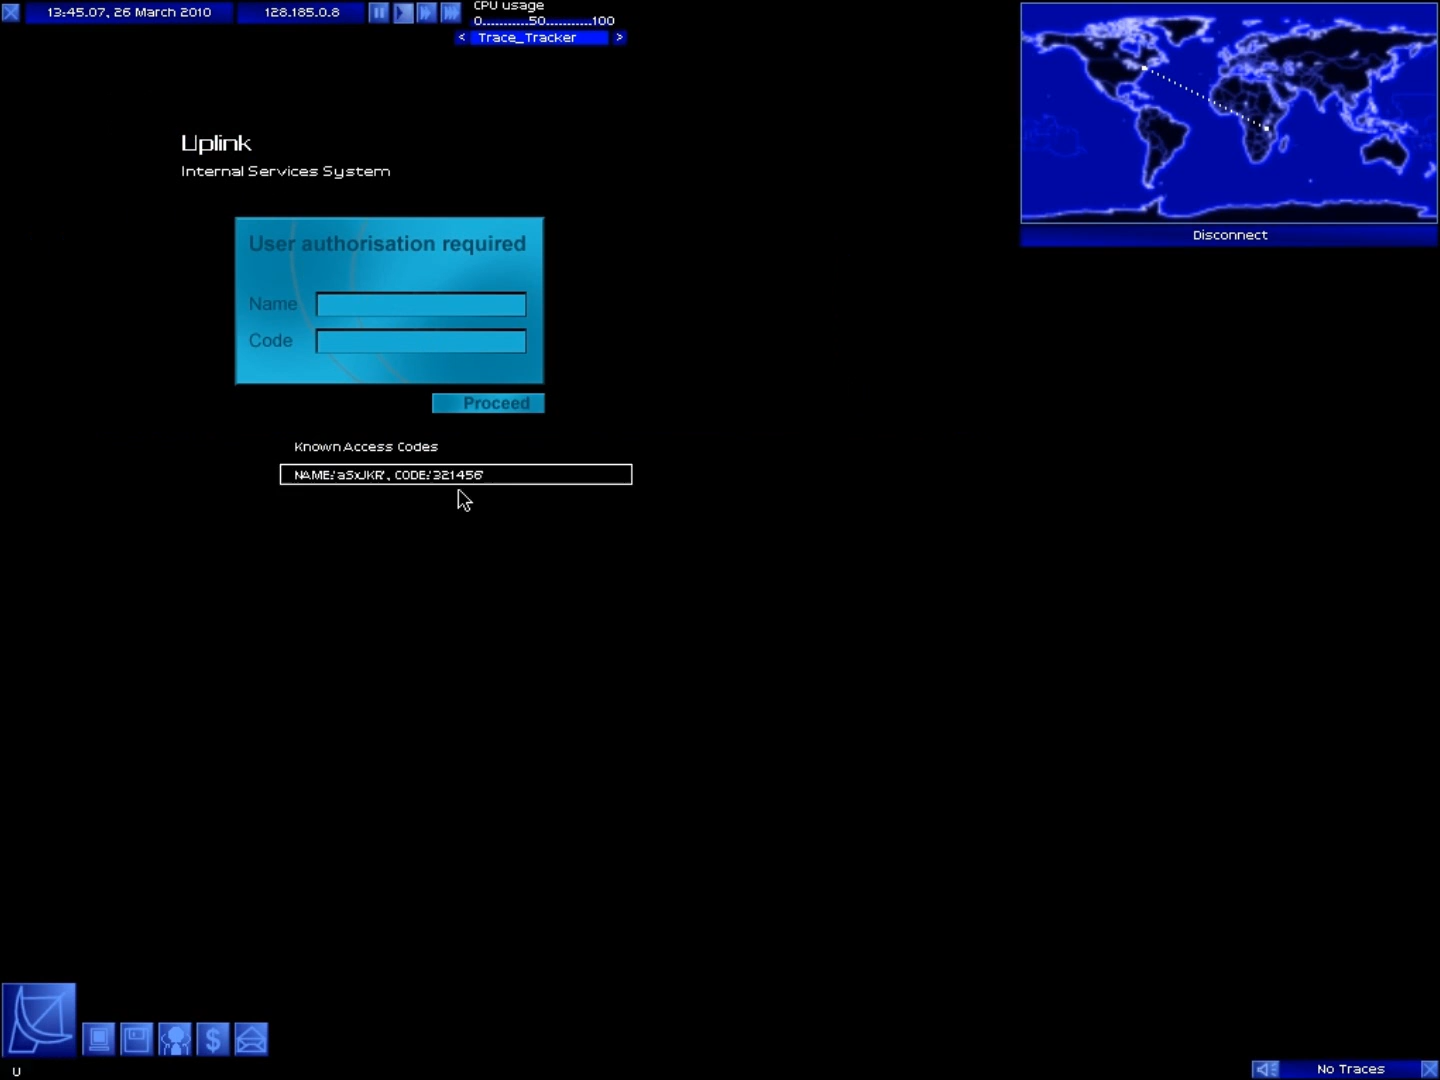 13:45.07, 26 March 2010
128.185.0.8
CPU usage
0..........50..........100
< Trace_Tracker >
Uplink
Internal Services System
User authorisation required
Name
Code
Proceed
Known Access Codes
NAME:'aSxJKR', CODE:'321456'
Disconnect
$
U
No Traces